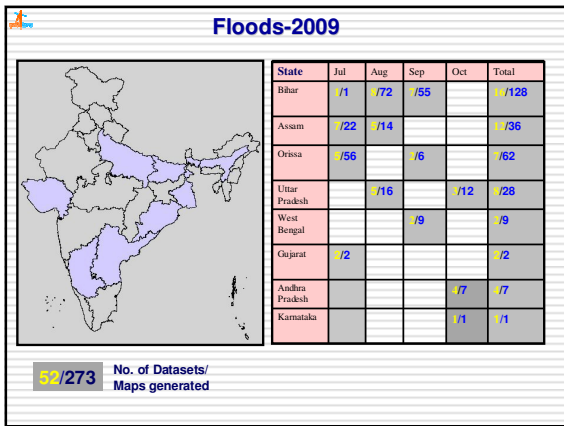 Floods-2009
State Jul Aug Sep Oct Total
Bihar 1/1 8/72 7/55 16/128
Assam 7/22 5/14 12/36
Orissa 5/56 2/6 7/62
Uttar
Pradesh 5/16 3/12 8/28
West
Bengal 2/9 2/9
Gujarat 2/2 2/2
Andhra
Pradesh 4/7 4/7
Karnataka 1/1 1/1
52/273 No. of Datasets/
Maps generated